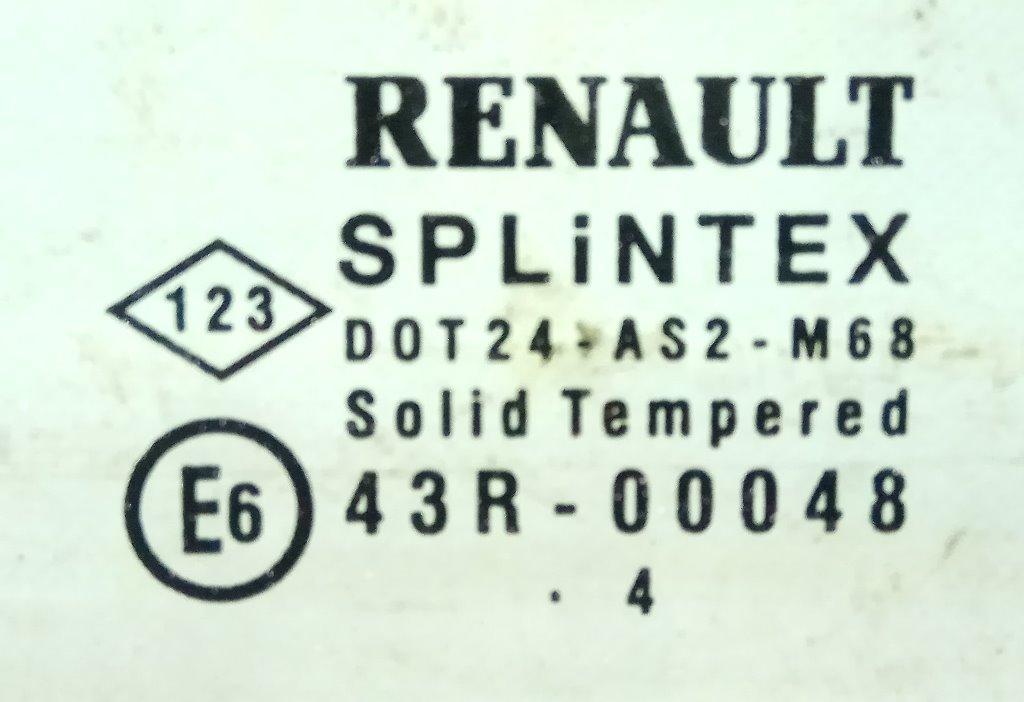 RENAULT
SPLiNTEX
123
DOT24-AS2-M68
Solid Tempered
E6
43R-00048
. 4